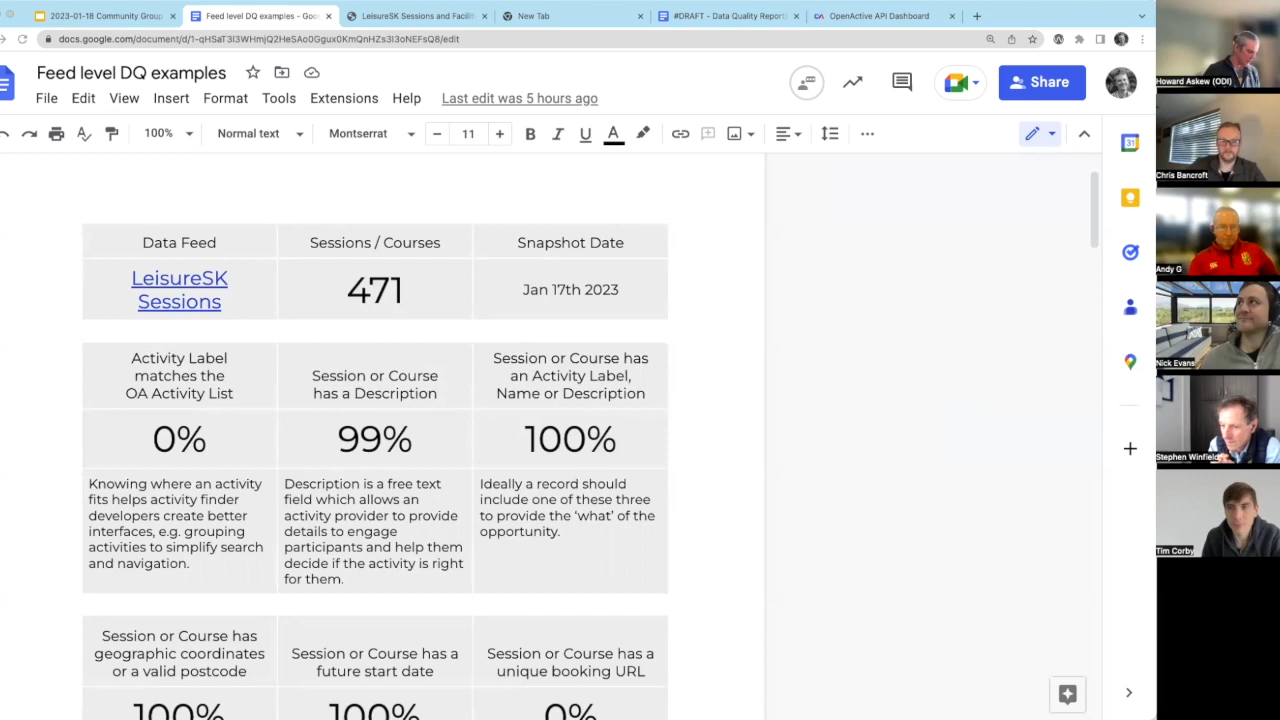 2023-01-18 Community Group
Feed level DQ examples - Goo
LeisureSK Sessions and Facilit
New Tab
#DRAFT - Data Quality Reporti
OpenActive API Dashboard
docs.google.com/document/d/1-qHSaT3l3WHmjQ2HeSAo0Ggux0KmQnHZs3l3oNEFsQ8/edit
Feed level DQ examples
File Edit View Insert Format Tools Extensions Help Last edit was 5 hours ago
Share
100% Normal text Montserrat 11
Data Feed
Sessions / Courses
Snapshot Date
LeisureSK
Sessions
471
Jan 17th 2023
Activity Label
matches the
OA Activity List
Session or Course
has a Description
Session or Course has
an Activity Label,
Name or Description
0%
99%
100%
Knowing where an activity
fits helps activity finder
developers create better
interfaces, e.g. grouping
activities to simplify search
and navigation.
Description is a free text
field which allows an
activity provider to provide
details to engage
participants and help them
decide if the activity is right
for them.
Ideally a record should
include one of these three
to provide the ‘what’ of the
opportunity.
Session or Course has
geographic coordinates
or a valid postcode
Session or Course has a
future start date
Session or Course has a
unique booking URL
100%
100%
0%
31
Howard Askew (ODI)
Chris Bancroft
Andy G
Nick Evans
Stephen Winfield
Tim Corby